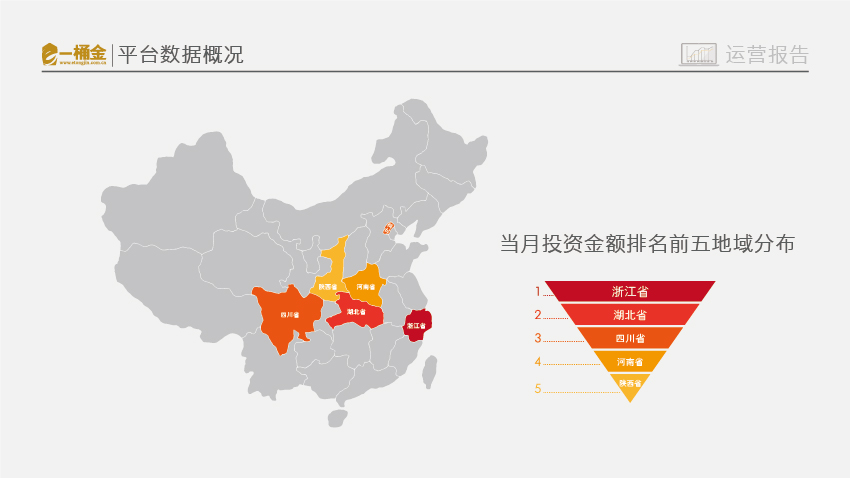 一桶金
www.etongjin.com.cn
平台数据概况
运营报告
陕西省
河南省
四川省
湖北省
浙江省
当月投资金额排名前五地域分布
1 浙江省
2 湖北省
3 四川省
4 河南省
5 陕西省